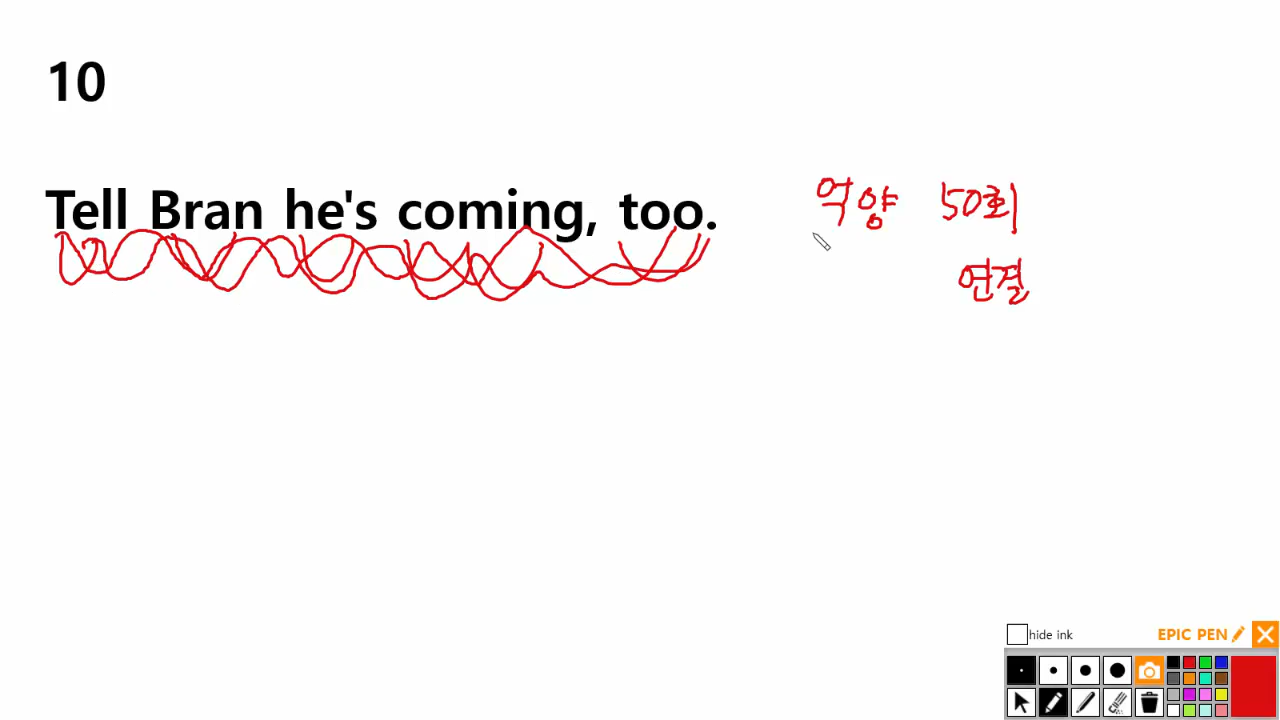 10
Tell Bran he's coming, too.
억양 50회
연결
hide ink
EPIC PEN